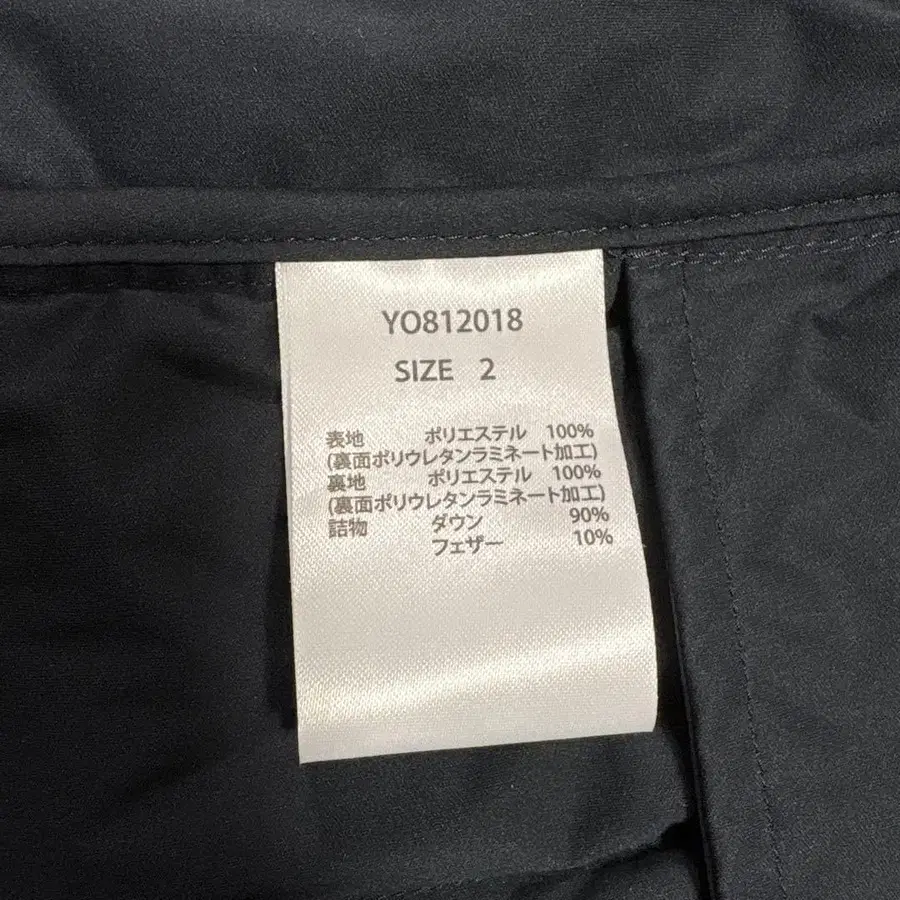 YO812018
SIZE 2
表地 ポリエステル 100%
(裏面ポリウレタンラミネート加工)
裏地 ポリエステル 100%
(裏面ポリウレタンラミネート加工)
詰物 ダウン 90%
フェザー 10%